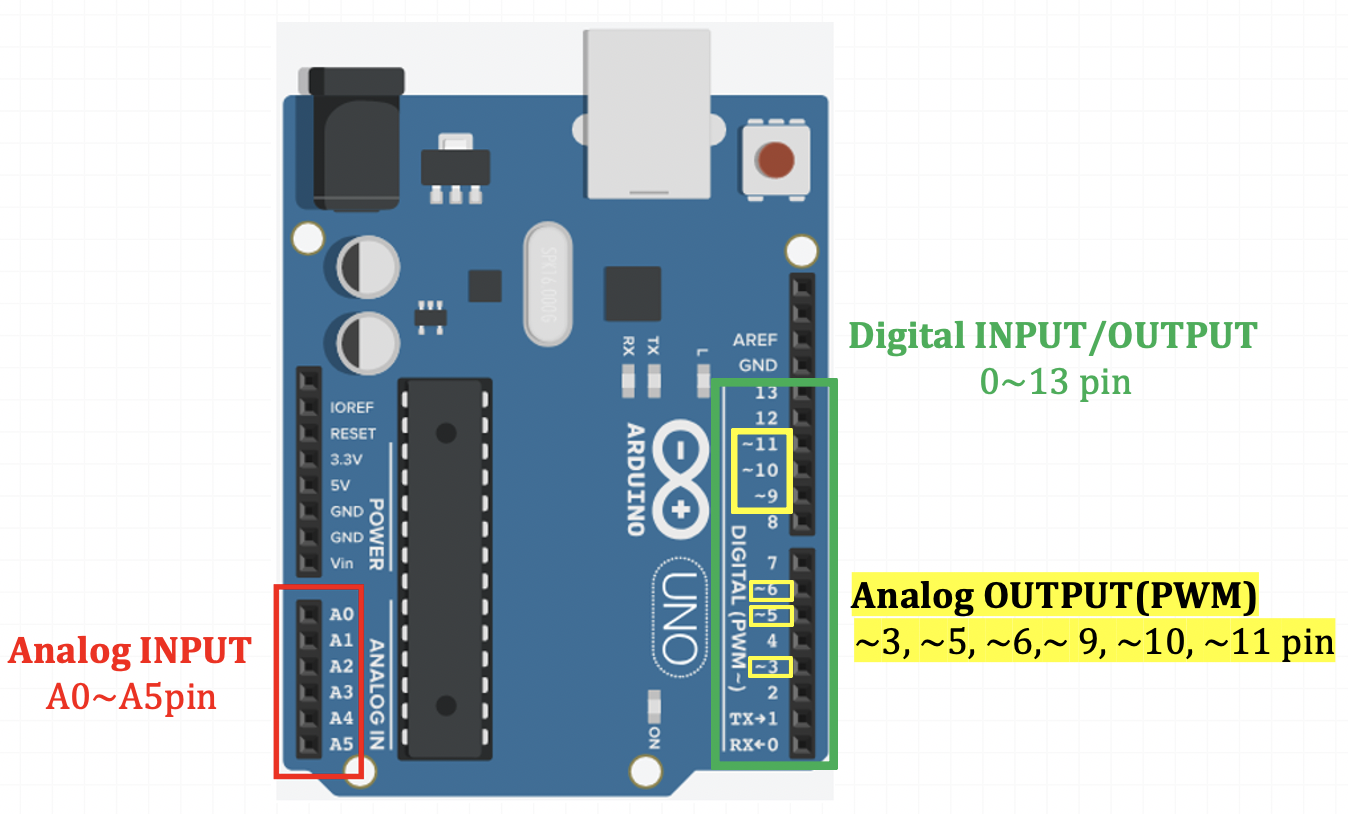 SPK16.000G
RX
TX
L
AREF
GND
13
12
~11
~10
~9
8
7
~6
~5
4
~3
2
TX→1
RX←0
DIGITAL (PWM~)
IOREF
RESET
3.3V
5V
GND
GND
Vin
POWER
A0
A1
A2
A3
A4
A5
ANALOG IN
ARDUINO
UNO
ON
Digital INPUT/OUTPUT
0~13 pin
Analog OUTPUT(PWM)
~3, ~5, ~6,~ 9, ~10, ~11 pin
Analog INPUT
A0~A5pin